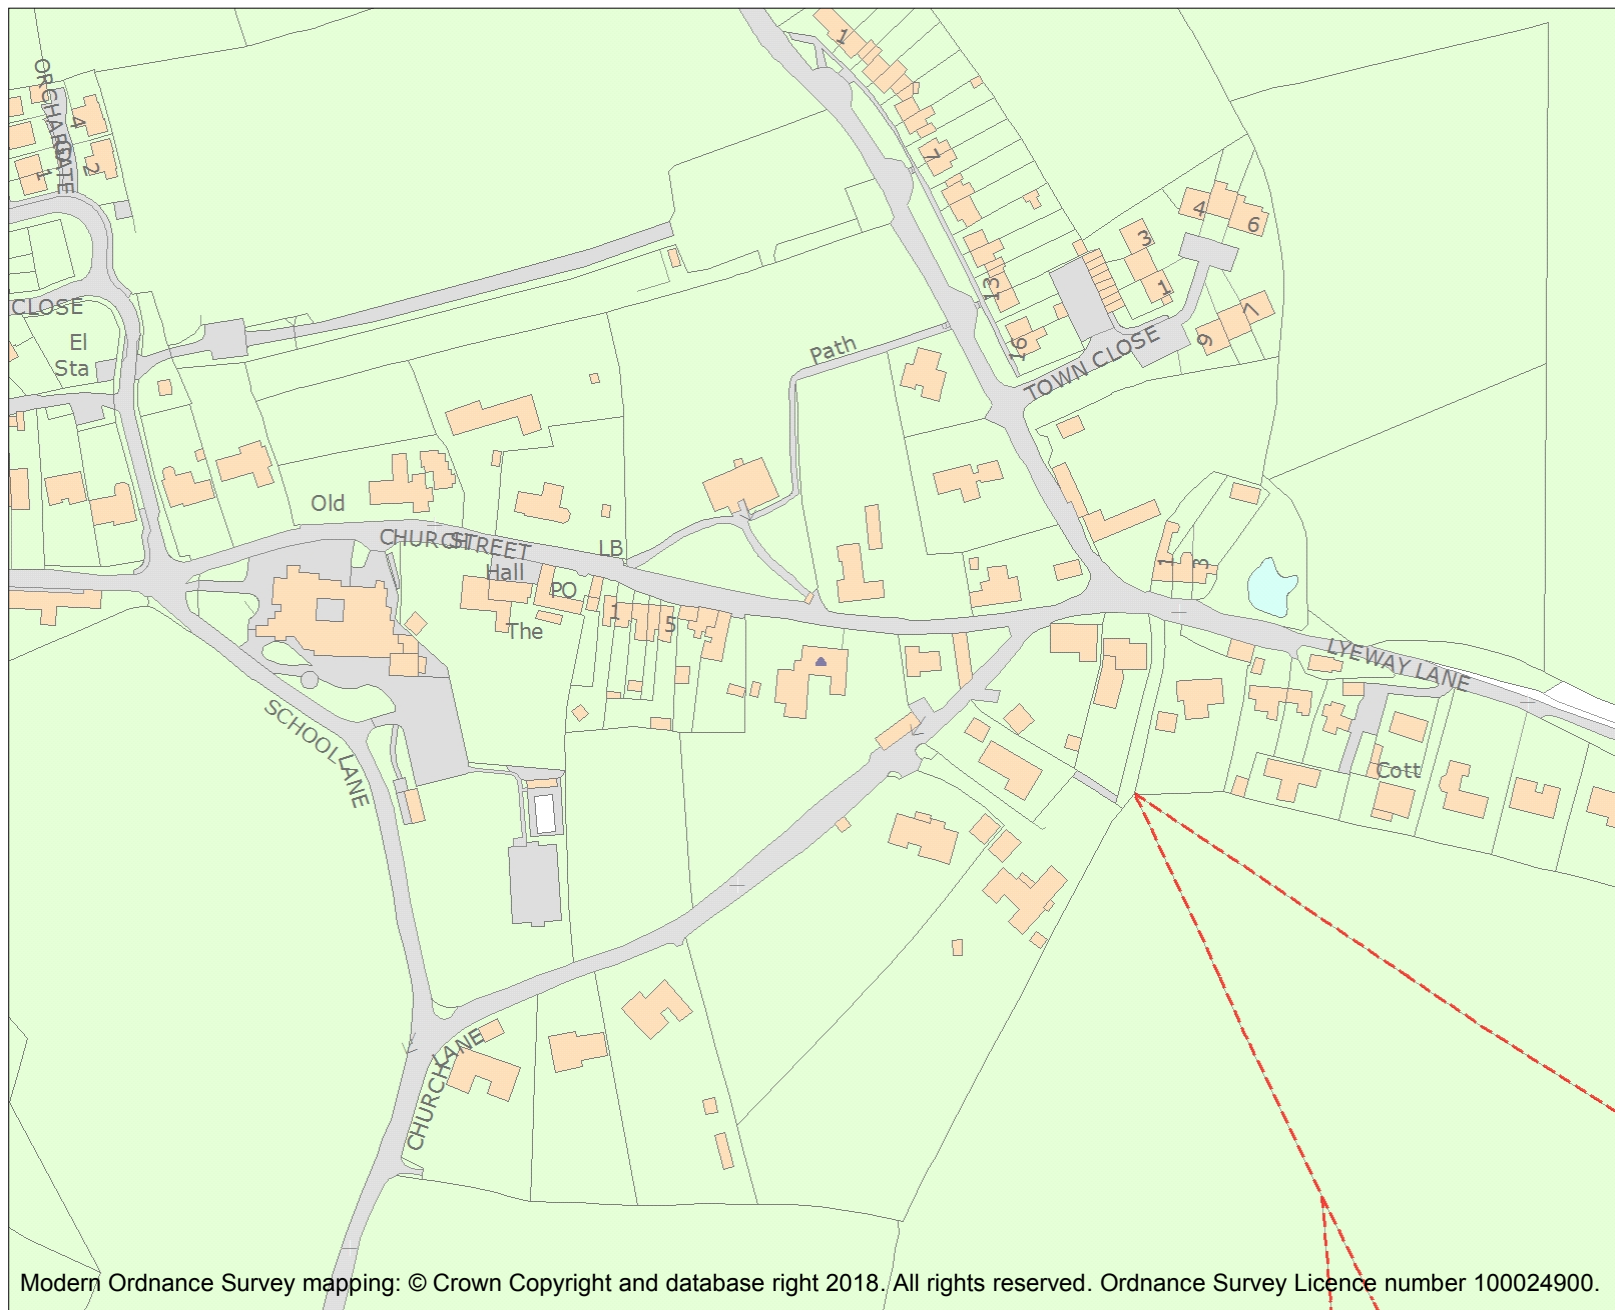 1
ORCHARD
GATE
4
2
1
7
4
6
3
1
13
7
9
16
TOWN CLOSE
Path
CLOSE
El
Sta
Old
CHURCH STREET
LB
Hall
PO
1
5
The
1
3
LYEWAY LANE
SCHOOL LANE
Cott
CHURCH LANE
Modern Ordnance Survey mapping: © Crown Copyright and database right 2018. All rights reserved. Ordnance Survey Licence number 100024900.